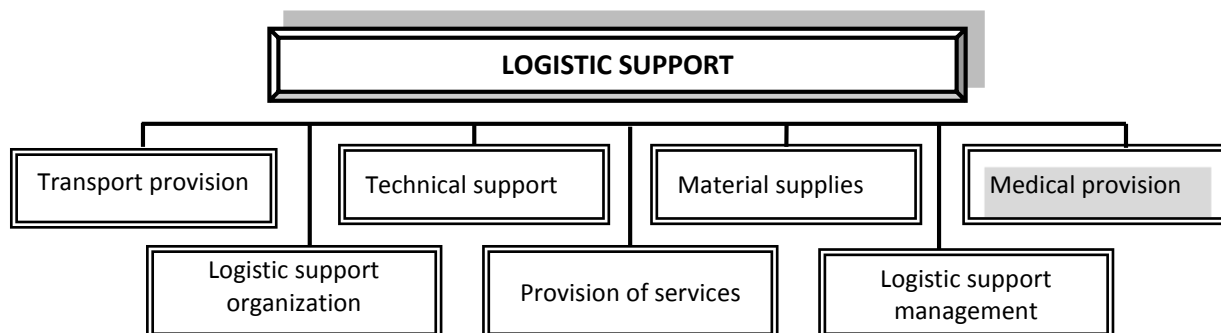 LOGISTIC SUPPORT
Transport provision
Technical support
Material supplies
Medical provision
Logistic support
organization
Provision of services
Logistic support
management